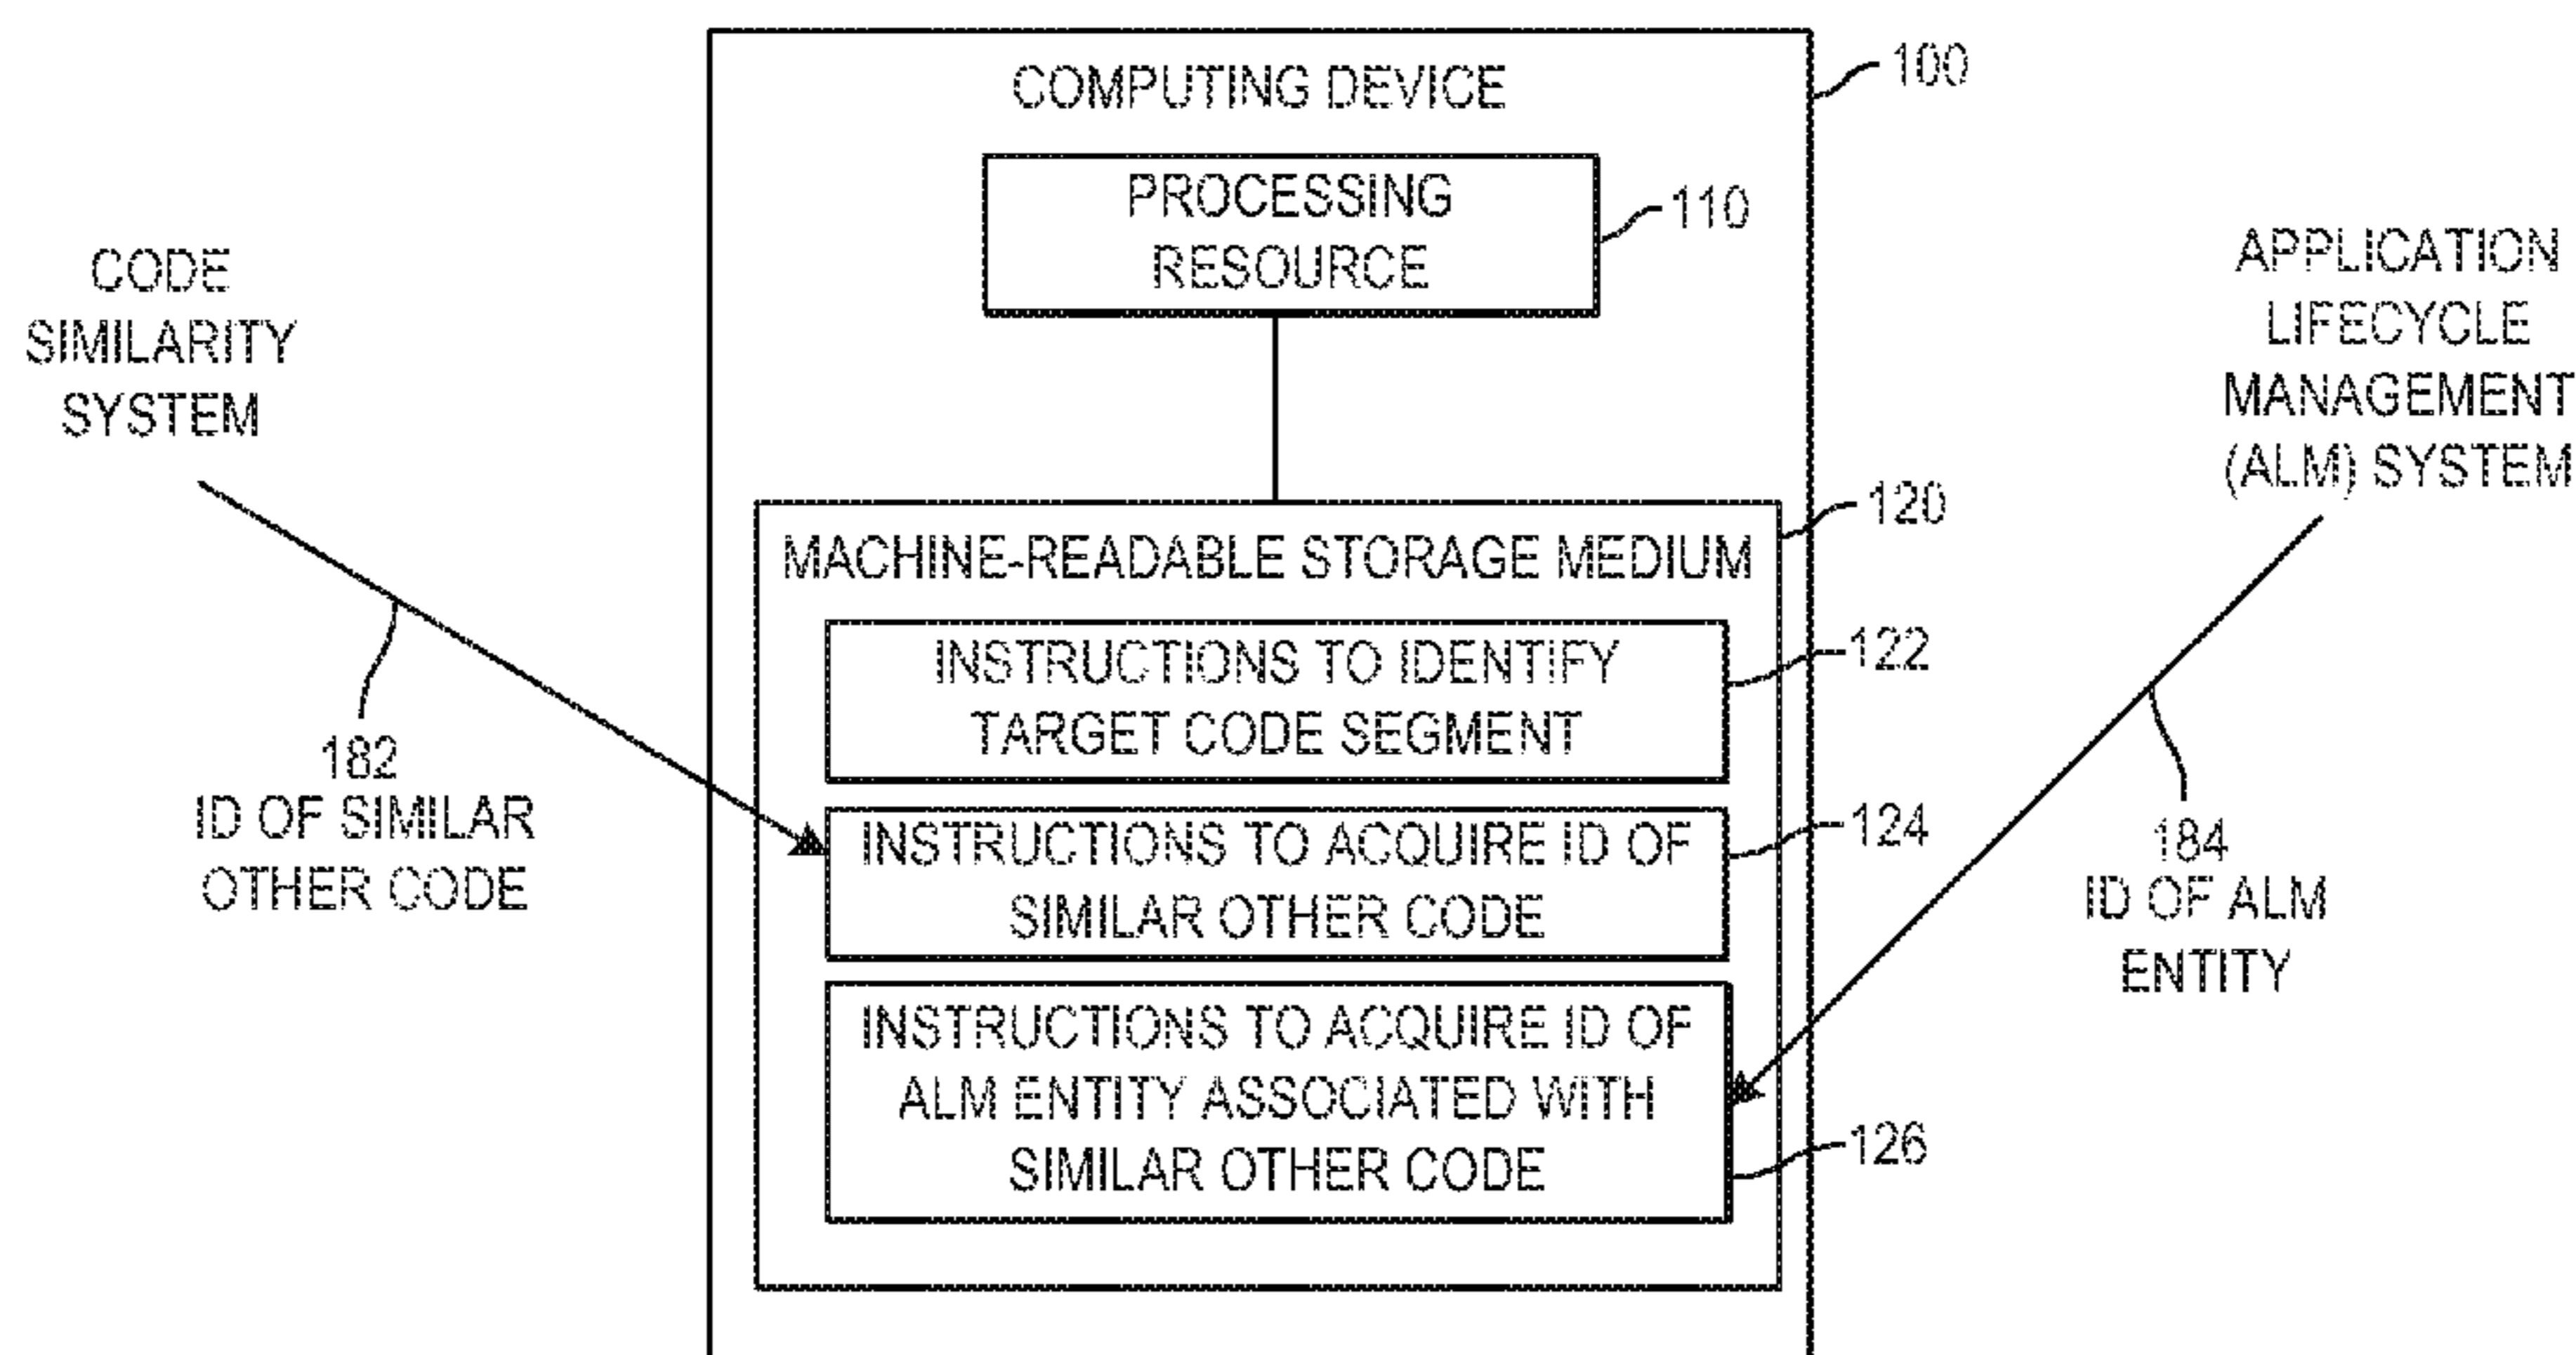 COMPUTING DEVICE
100
PROCESSING
RESOURCE
110
CODE
SIMILARITY
SYSTEM
APPLICATION
LIFECYCLE
MANAGEMENT
(ALM) SYSTEM
120
MACHINE-READABLE STORAGE MEDIUM
INSTRUCTIONS TO IDENTIFY
TARGET CODE SEGMENT
122
182
ID OF SIMILAR
OTHER CODE
INSTRUCTIONS TO ACQUIRE ID OF
SIMILAR OTHER CODE
124
184
ID OF ALM
ENTITY
INSTRUCTIONS TO ACQUIRE ID OF
ALM ENTITY ASSOCIATED WITH
SIMILAR OTHER CODE
126